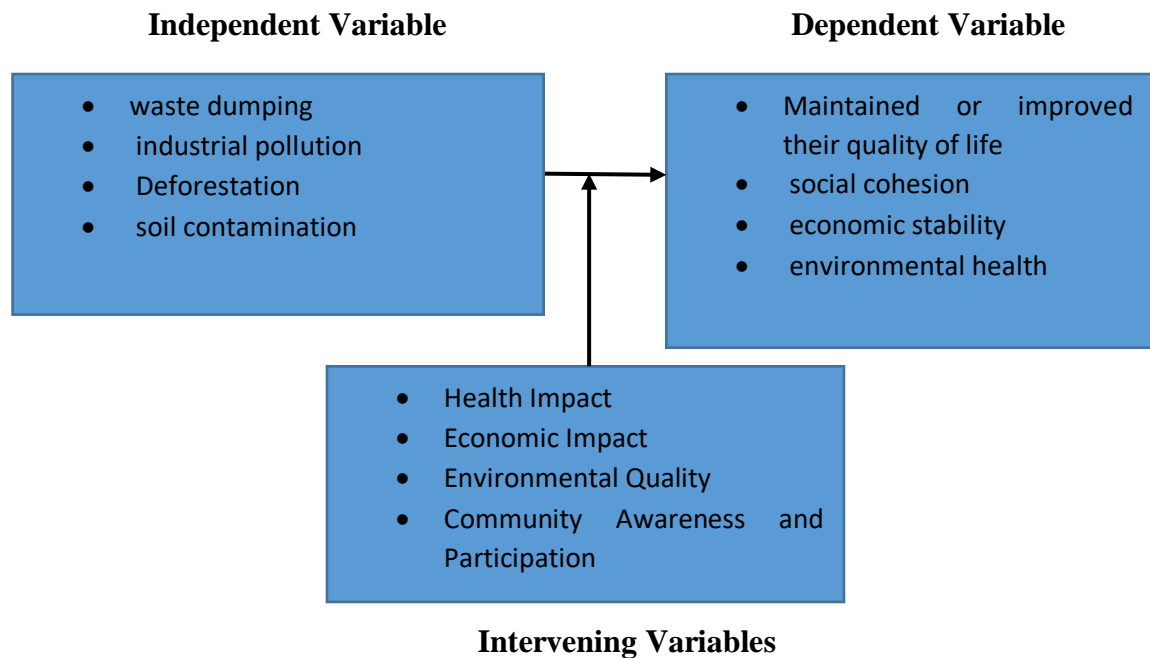 Independent Variable
Dependent Variable
• waste dumping
• industrial pollution
• Deforestation
• soil contamination
• Maintained or improved
their quality of life
• social cohesion
• economic stability
• environmental health
• Health Impact
• Economic Impact
• Environmental Quality
• Community Awareness and
Participation
Intervening Variables